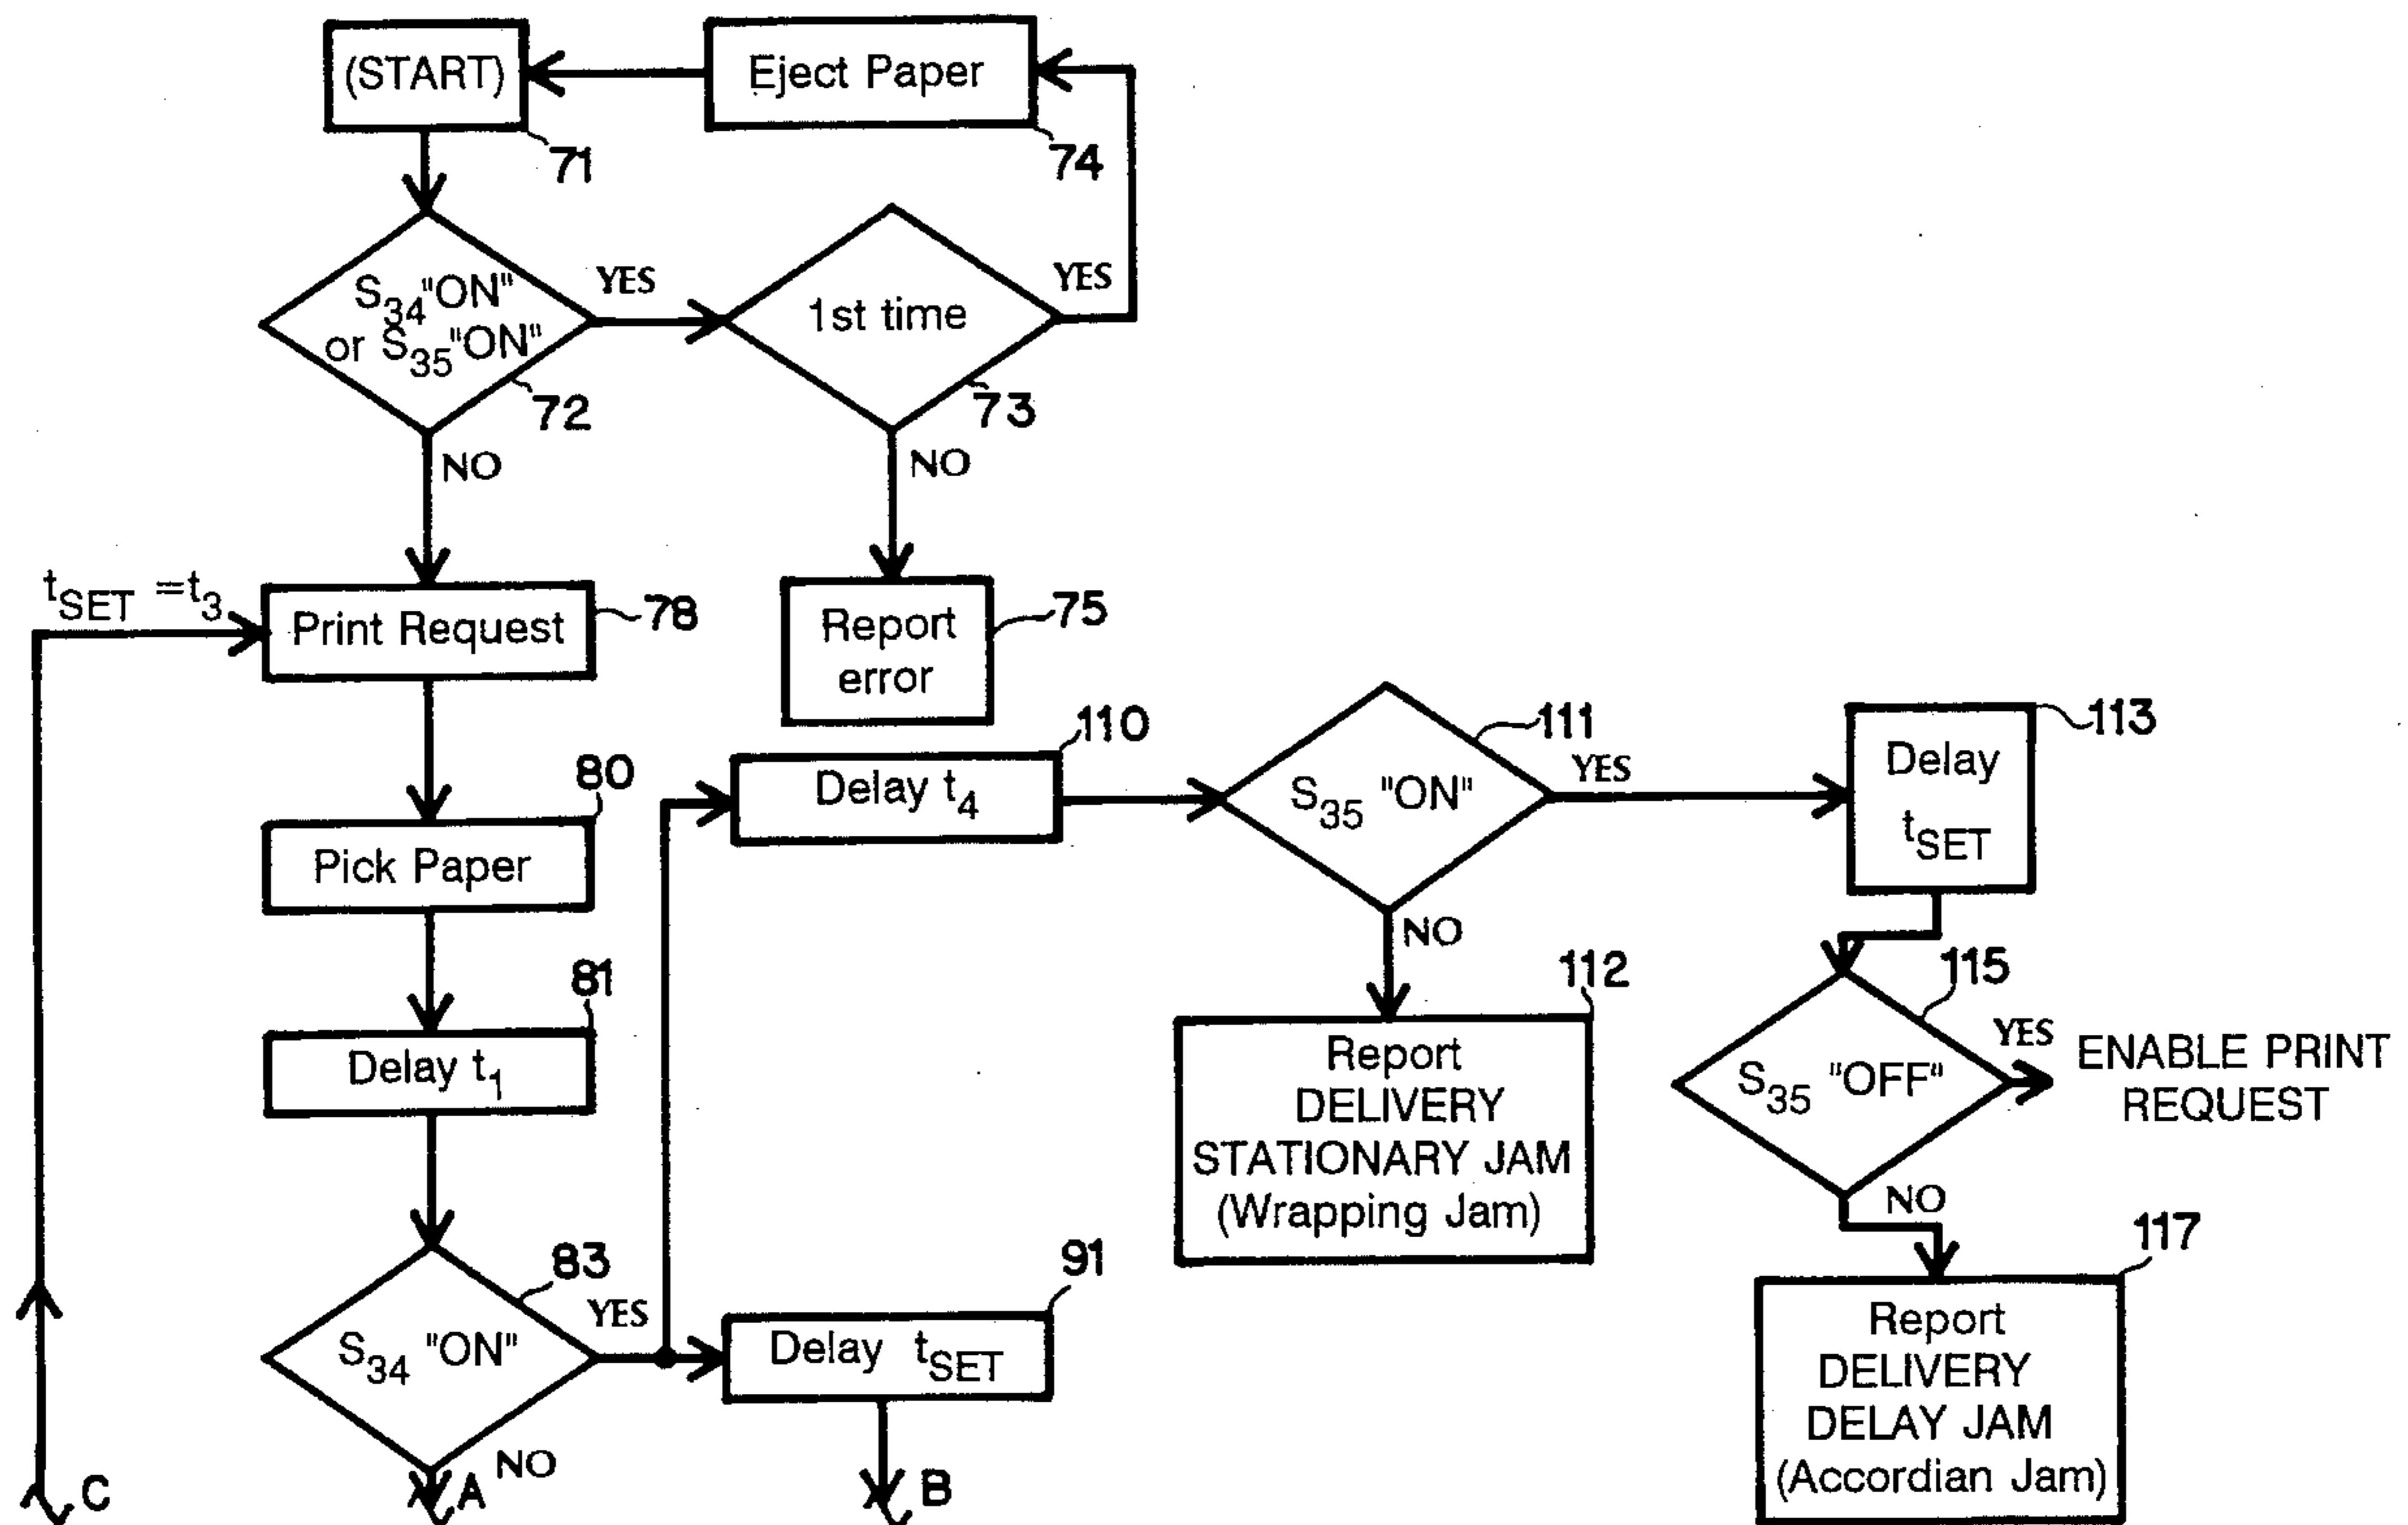 (START)
71
Eject Paper
74
S34 "ON"
or S35 "ON"
72
YES
NO
1st time
73
YES
NO
tSET =t3
Print Request
78
Report
error
75
80
Pick Paper
81
Delay t1
83
S34 "ON"
YES
NO
A
C
110
Delay t4
91
Delay tSET
B
111
S35 "ON"
YES
NO
112
Report
DELIVERY
STATIONARY JAM
(Wrapping Jam)
113
Delay
tSET
115
S35 "OFF"
YES
ENABLE PRINT
REQUEST
NO
117
Report
DELIVERY
DELAY JAM
(Accordian Jam)